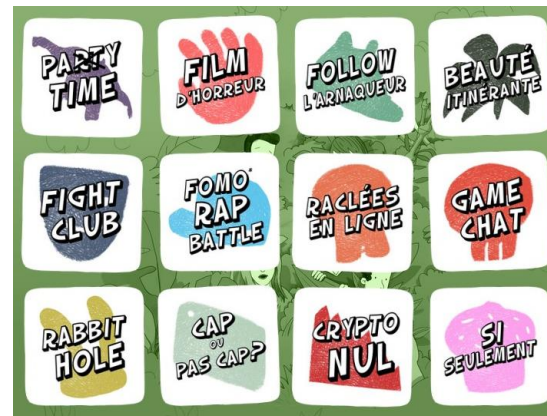 PARTY
TIME
FILM
D'HORREUR
FOLLOW
L'ARNAQUEUR
BEAUTÉ
ITINÉRANTE
FIGHT
CLUB
FOMO*
RAP
BATTLE
RACLÉES
EN LIGNE
GAME
CHAT
RABBIT
HOLE
CAP
OU
PAS CAP?
CRYPTO
NUL
SI
SEULEMENT